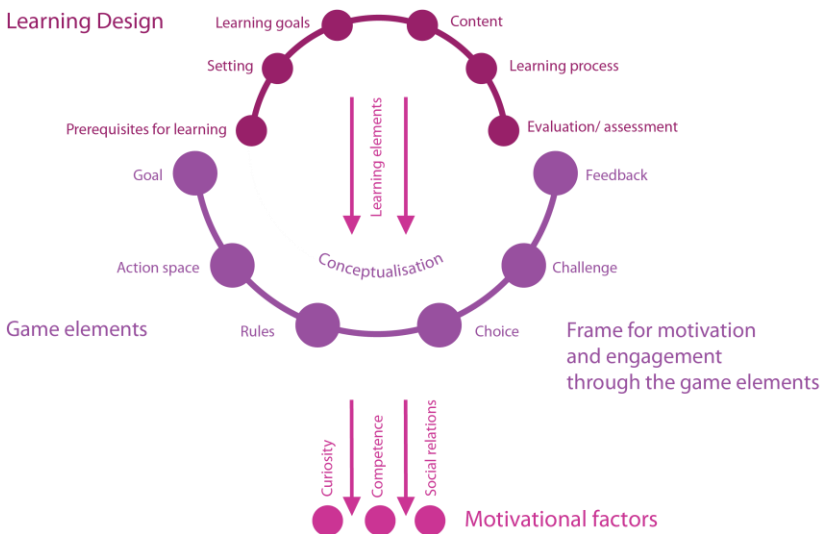 Learning Design
Learning goals
Content
Setting
Learning process
Prerequisites for learning
Evaluation/ assessment
Learning elements
Goal
Feedback
Conceptualisation
Action space
Challenge
Game elements
Rules
Choice
Frame for motivation
and engagement
through the game elements
Curiosity
Competence
Social relations
Motivational factors